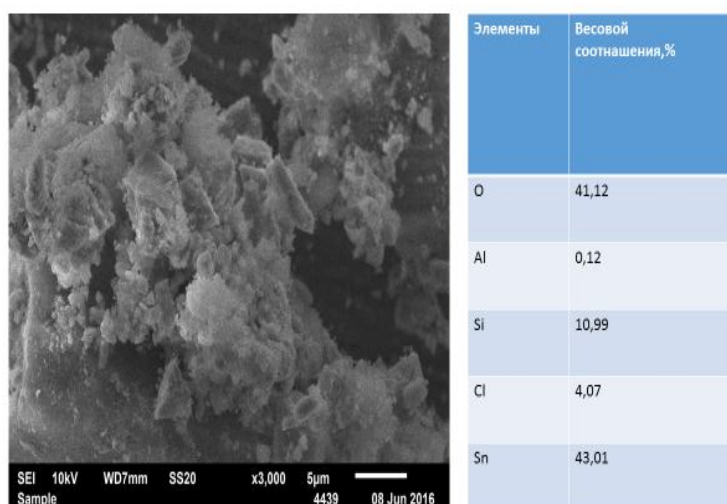 Элементы Весовой
соотнашения,%
O 41,12
Al 0,12
Si 10,99
Cl 4,07
Sn 43,01
SEI 10kV WD7mm SS20 x3,000 5μm
Sample 4439 08 Jun 2016